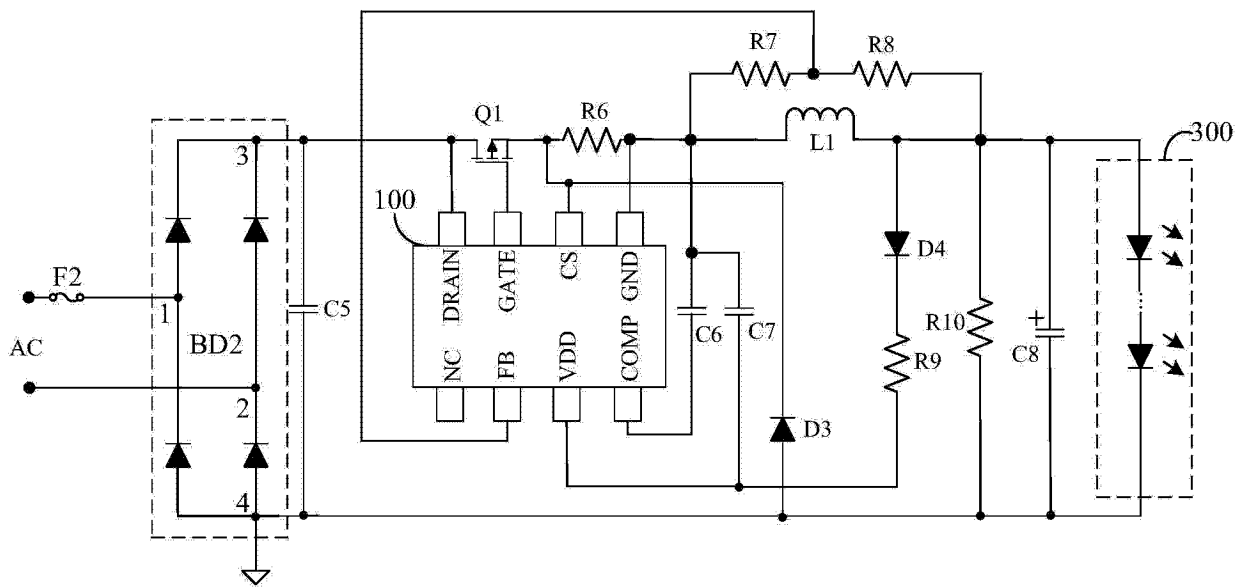 R7
R8
Q1
R6
L1
300
3
100
DRAIN
GATE
CS
GND
D4
F2
1
C5
AC
BD2
NC
FB
VDD
COMP
C6
C7
R10
+
C8
R9
2
D3
4